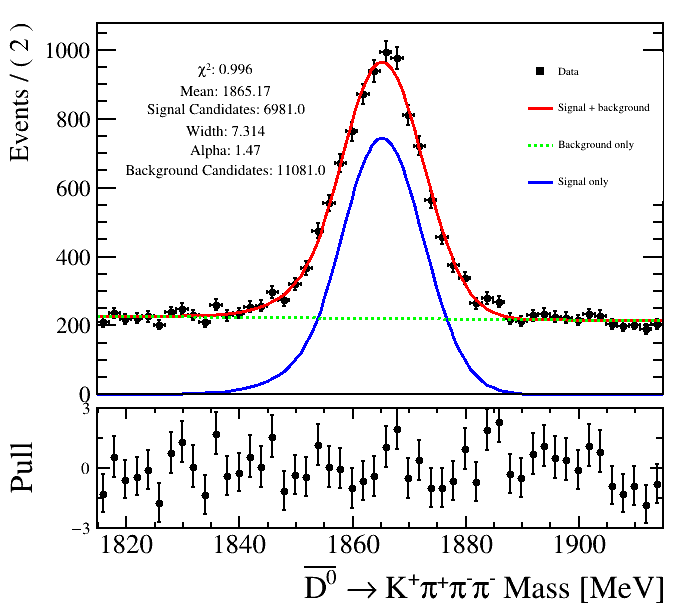 Events / ( 2 )
1000
800
600
400
200
0
χ²: 0.996
Mean: 1865.17
Signal Candidates: 6981.0
Width: 7.314
Alpha: 1.47
Background Candidates: 11081.0
Data
Signal + background
Background only
Signal only
Pull
3
0
−3
1820 1840 1860 1880 1900
D̅⁰ → K⁺π⁺π⁻π⁻ Mass [MeV]